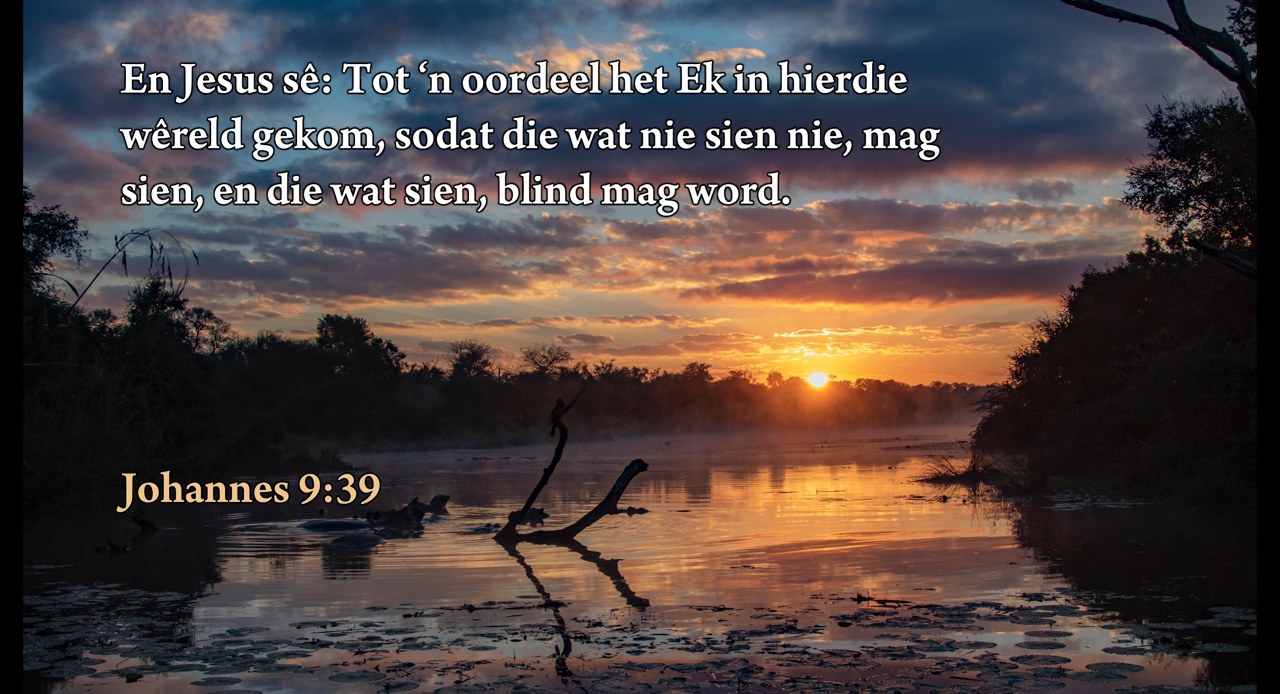 En Jesus sê: Tot ‘n oordeel het Ek in hierdie
wêreld gekom, sodat die wat nie sien nie, mag
sien, en die wat sien, blind mag word.
Johannes 9:39